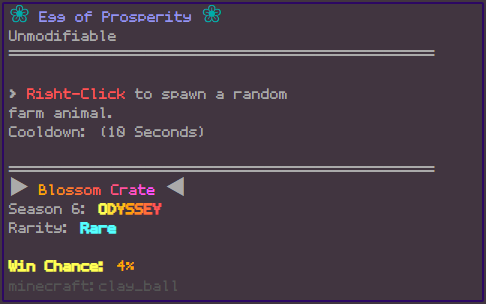 ❀ Egg of Prosperity ❀
Unmodifiable
> Right-Click to spawn a random
farm animal.
Cooldown: (10 Seconds)
▶ Blossom Crate ◀
Season 6: ODYSSEY
Rarity: Rare
Win Chance: 4%
minecraft:clay_ball